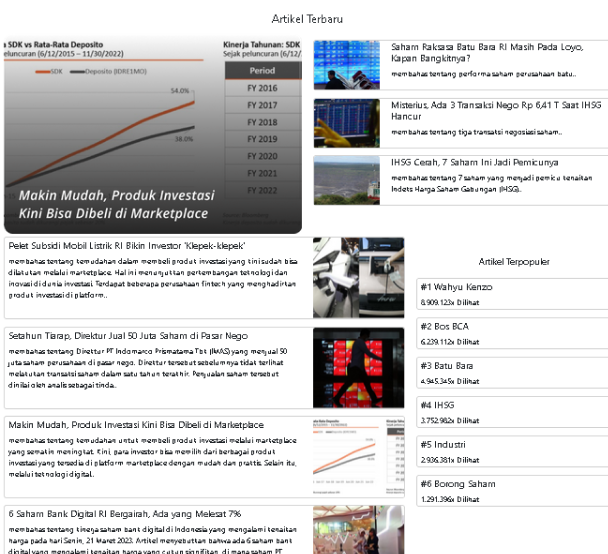 Artikel Terbaru
a SDK vs Rata-Rata Deposito
peluncuran (6/12/2015 – 11/30/2022)
SDK
Deposito (IDRE1MO)
54.0%
38.0%
Kinerja Tahunan: SDK
Sejak peluncuran (6/12/
Period
FY 2016
FY 2017
FY 2018
FY 2019
FY 2020
FY 2021
FY 2022
Makin Mudah, Produk Investasi
Kini Bisa Dibeli di Marketplace
Saham Raksasa Batu Bara RI Masih Pada Loyo,
Kapan Bangkitnya?
membahas tentang performa saham perusahaan batu..
Misterius, Ada 3 Transaksi Nego Rp 6,41 T Saat IHSG
Hancur
membahas tentang tiga transaksi negosiasi saham..
IHSG Cerah, 7 Saham Ini Jadi Pemicunya
membahas tentang 7 saham yang menjadi pemicu kenaikan
Indeks Harga Saham Gabungan (IHSG)..
Pelet Subsidi Mobil Listrik RI Bikin Investor 'Klepek-klepek'
membahas tentang kemudahan dalam membeli produk investasi yang kini sudah bisa
dilakukan melalui marketplace. Hal ini menunjukkan perkembangan teknologi dan
inovasi di dunia investasi. Terdapat beberapa perusahaan fintech yang menghadirkan
produk investasi di platform..
Setahun Tiarap, Direktur Jual 50 Juta Saham di Pasar Nego
membahas tentang Direktur PT Indomarco Prismatama Tbk (IMAS) yang menjual 50
juta saham perusahaan di pasar nego. Direktur tersebut sebelumnya tidak terlihat
melakukan transaksi saham dalam satu tahun terakhir. Penjualan saham tersebut
dinilai oleh analis sebagai tinda..
Makin Mudah, Produk Investasi Kini Bisa Dibeli di Marketplace
membahas tentang kemudahan untuk membeli produk investasi melalui marketplace
yang semakin meningkat. Kini, para investor bisa memilih dari berbagai produk
investasi yang tersedia di platform marketplace dengan mudah dan praktis. Selain itu,
melalui teknologi digital..
6 Saham Bank Digital RI Bergairah, Ada yang Melesat 7%
membahas tentang kinerja saham bank digital di Indonesia yang mengalami kenaikan
harga pada hari Senin, 21 Maret 2023. Artikel menyebutkan bahwa ada 6 saham bank
digital yang mengalami kenaikan harga yang cukup signifikan, di mana saham PT
Artikel Terpopuler
#1 Wahyu Kenzo
8.909.123x Dilihat
#2 Bos BCA
6.239.112x Dilihat
#3 Batu Bara
4.945.345x Dilihat
#4 IHSG
3.752.982x Dilihat
#5 Industri
2.936.381x Dilihat
#6 Borong Saham
1.291.396x Dilihat